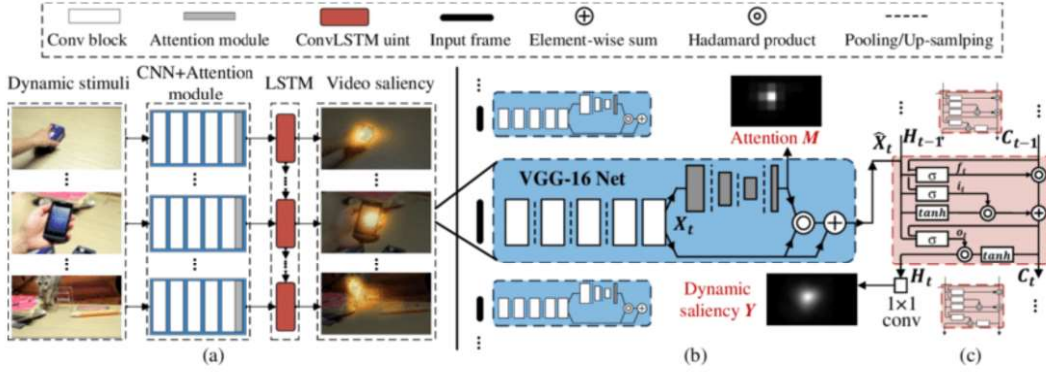 Conv block
Attention module
ConvLSTM uint
Input frame
Element-wise sum
Hadamard product
Pooling/Up-samlping
Dynamic stimuli
CNN+Attention
module
LSTM
Video saliency
(a)
VGG-16 Net
X_t
Attention M
Dynamic
saliency Y
(b)
X̂_t
H_{t-1}
C_{t-1}
σ
f_t
σ
i_t
tanh
σ
o_t
tanh
H_t
C_t
1×1
conv
(c)